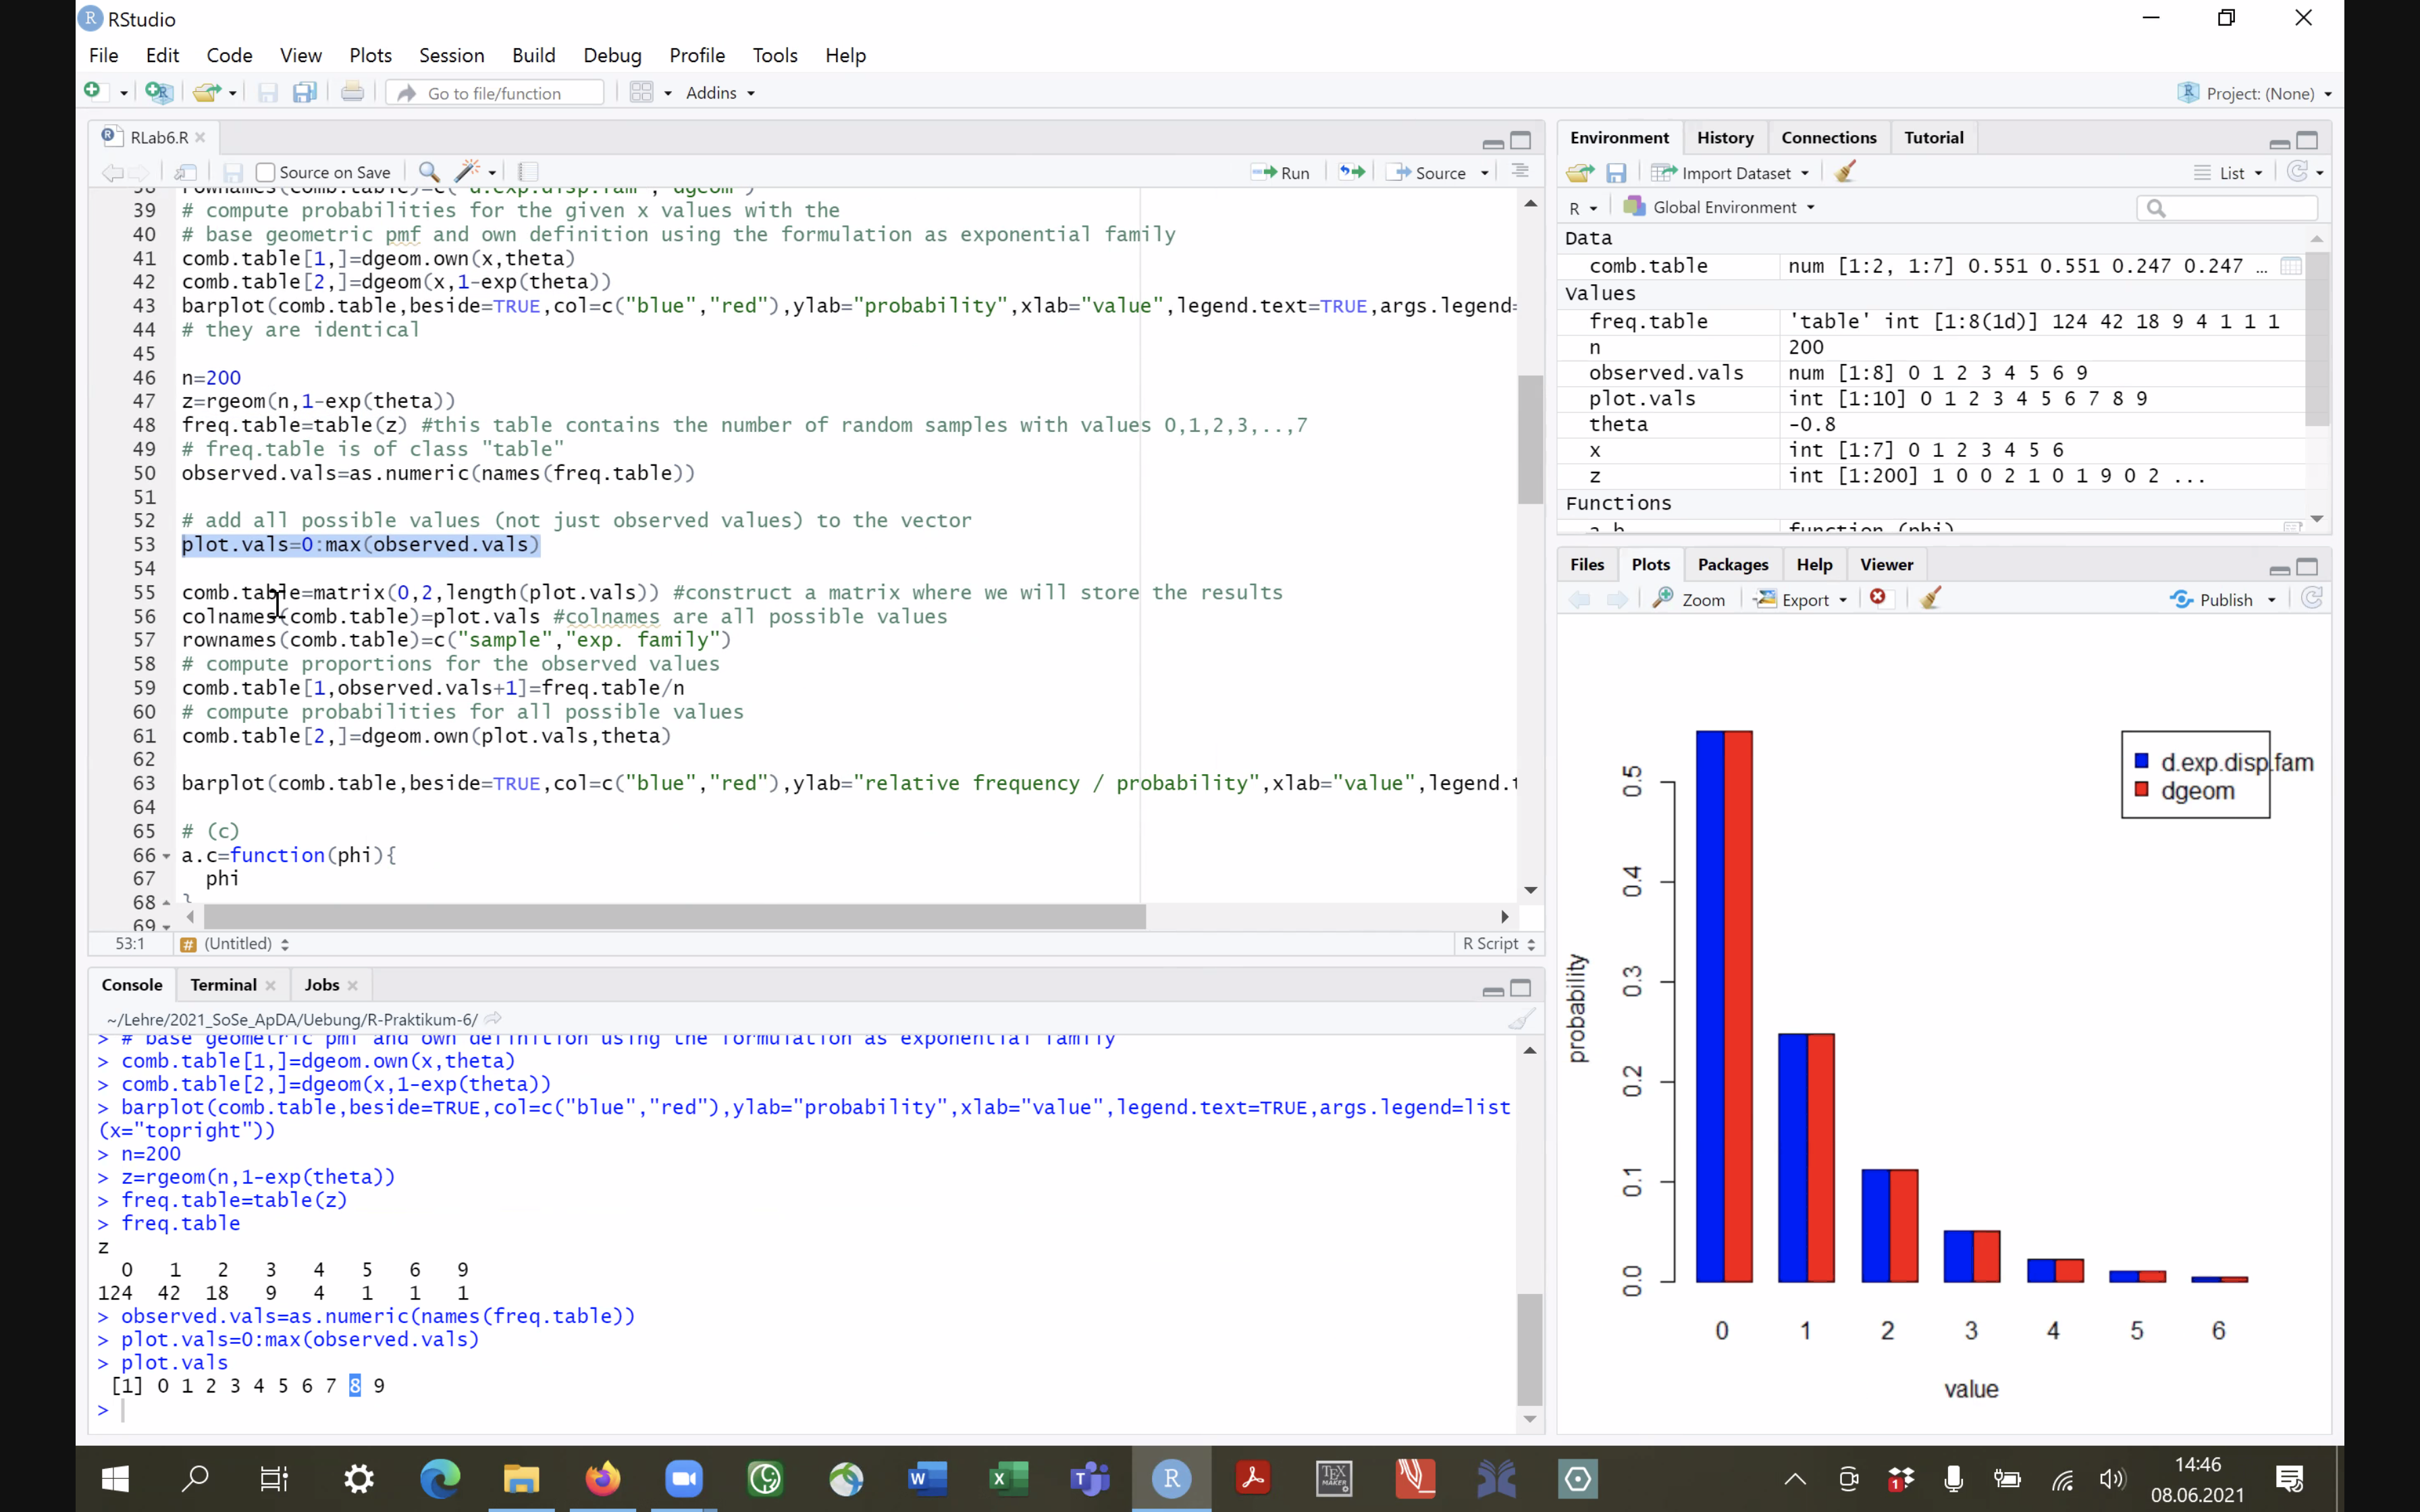 RStudio
File Edit Code View Plots Session Build Debug Profile Tools Help
Go to file/function Addins Project: (None)
RLab6.R
Source on Save Run Source
rownames(comb.table)=c("d.exp.disp.fam","dgeom")
39 # compute probabilities for the given x values with the
40 # base geometric pmf and own definition using the formulation as exponential family
41 comb.table[1,]=dgeom.own(x,theta)
42 comb.table[2,]=dgeom(x,1-exp(theta))
43 barplot(comb.table,beside=TRUE,col=c("blue","red"),ylab="probability",xlab="value",legend.text=TRUE,args.legend=
44 # they are identical
45
46 n=200
47 z=rgeom(n,1-exp(theta))
48 freq.table=table(z) #this table contains the number of random samples with values 0,1,2,3,..,7
49 # freq.table is of class "table"
50 observed.vals=as.numeric(names(freq.table))
51
52 # add all possible values (not just observed values) to the vector
53 plot.vals=0:max(observed.vals)
54
55 comb.table=matrix(0,2,length(plot.vals)) #construct a matrix where we will store the results
56 colnames(comb.table)=plot.vals #colnames are all possible values
57 rownames(comb.table)=c("sample","exp. family")
58 # compute proportions for the observed values
59 comb.table[1,observed.vals+1]=freq.table/n
60 # compute probabilities for all possible values
61 comb.table[2,]=dgeom.own(plot.vals,theta)
62
63 barplot(comb.table,beside=TRUE,col=c("blue","red"),ylab="relative frequency / probability",xlab="value",legend.t
64
65 # (c)
66 a.c=function(phi){
67 phi
68 }
69
53:1 # (Untitled) R Script
Console Terminal Jobs
~/Lehre/2021_SoSe_ApDA/Uebung/R-Praktikum-6/
> # base geometric pmf and own definition using the formulation as exponential family
> comb.table[1,]=dgeom.own(x,theta)
> comb.table[2,]=dgeom(x,1-exp(theta))
> barplot(comb.table,beside=TRUE,col=c("blue","red"),ylab="probability",xlab="value",legend.text=TRUE,args.legend=list
(x="topright"))
> n=200
> z=rgeom(n,1-exp(theta))
> freq.table=table(z)
> freq.table
z
0 1 2 3 4 5 6 9
124 42 18 9 4 1 1 1
> observed.vals=as.numeric(names(freq.table))
> plot.vals=0:max(observed.vals)
> plot.vals
[1] 0 1 2 3 4 5 6 7 8 9
>
Environment History Connections Tutorial
Import Dataset List
R Global Environment
Data
comb.table num [1:2, 1:7] 0.551 0.551 0.247 0.247 …
Values
freq.table 'table' int [1:8(1d)] 124 42 18 9 4 1 1 1
n 200
observed.vals num [1:8] 0 1 2 3 4 5 6 9
plot.vals int [1:10] 0 1 2 3 4 5 6 7 8 9
theta -0.8
x int [1:7] 0 1 2 3 4 5 6
z int [1:200] 1 0 0 2 1 0 1 9 0 2 ...
Functions
a.b function (phi)
Files Plots Packages Help Viewer
Zoom Export Publish
d.exp.disp.fam
dgeom
probability
0.5
0.4
0.3
0.2
0.1
0.0
0 1 2 3 4 5 6
value
14:46
08.06.2021